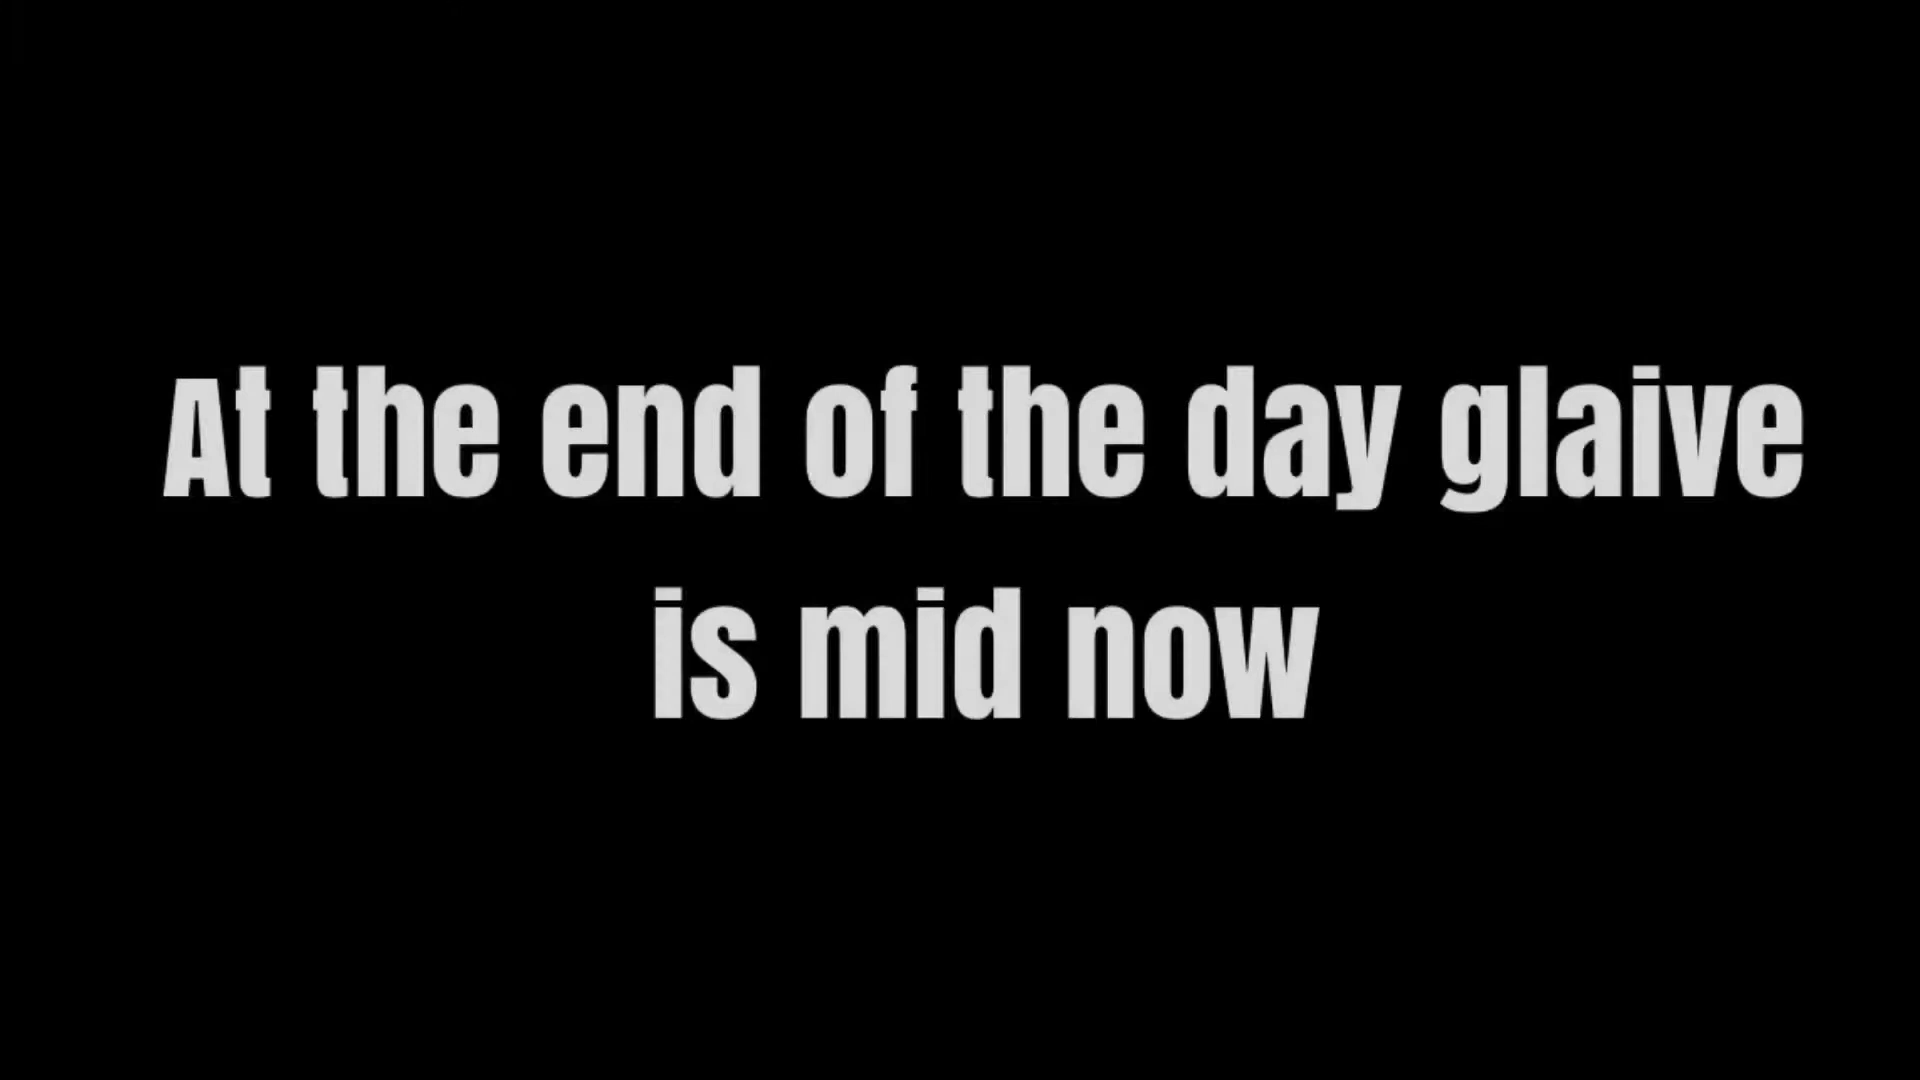 At the end of the day glaive
is mid now